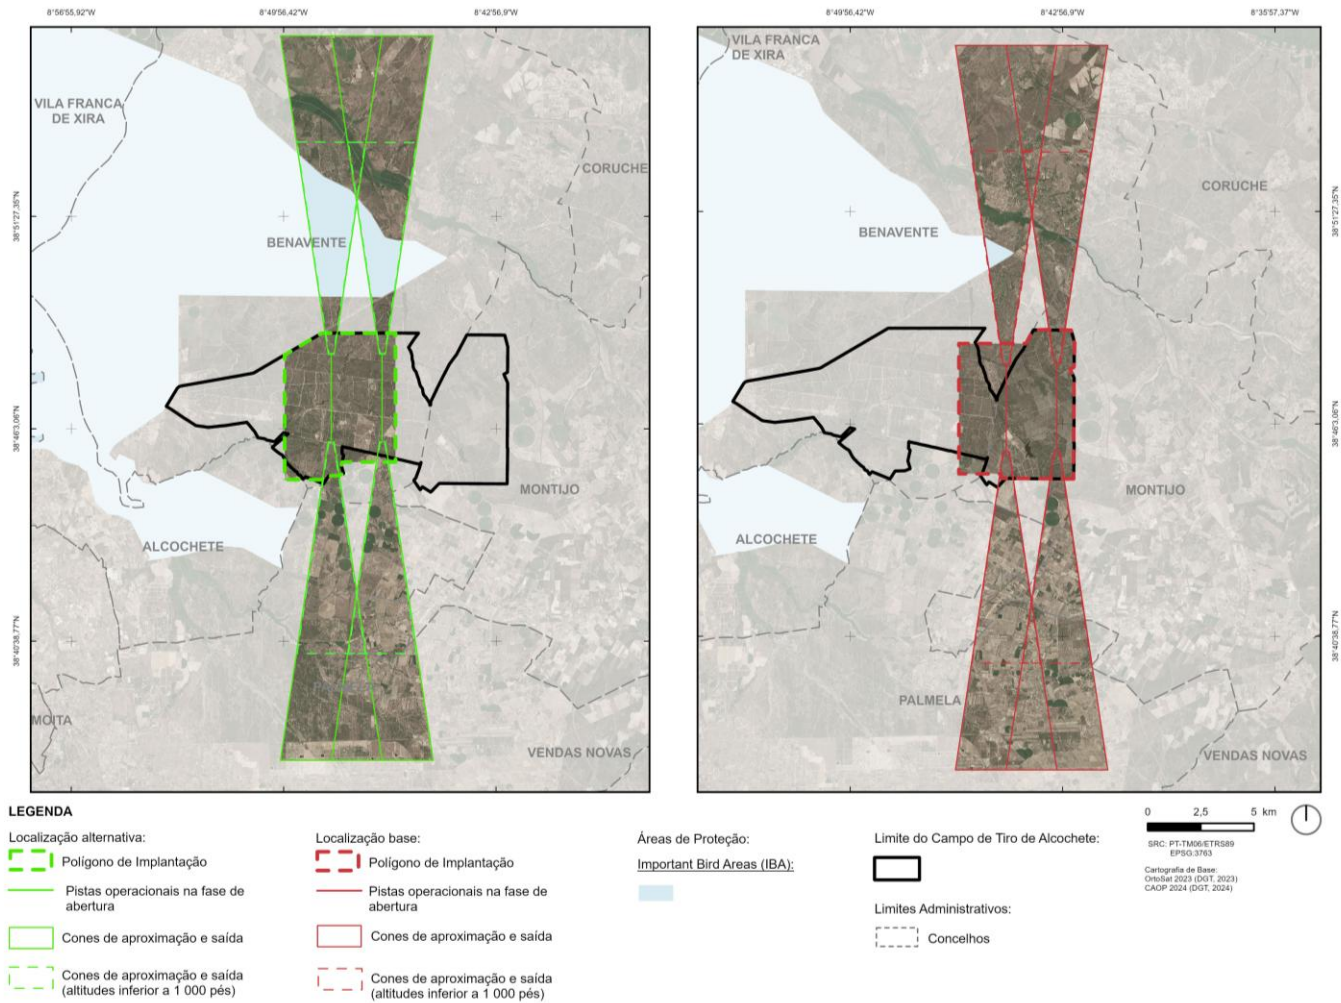 8°56'55,92"W
8°49'56,42"W
8°42'56,9"W
8°49'56,42"W
8°42'56,9"W
8°35'57,37"W
38°51'27,35"N
38°46'3,06"N
38°40'38,77"N
VILA FRANCA
DE XIRA
CORUCHE
BENAVENTE
MONTIJO
ALCOCHETE
MOITA
VENDAS NOVAS
VILA FRANCA
DE XIRA
CORUCHE
BENAVENTE
MONTIJO
ALCOCHETE
PALMELA
VENDAS NOVAS
38°51'27,35"N
38°46'3,06"N
38°40'38,77"N
LEGENDA
Localização alternativa:
Polígono de Implantação
Pistas operacionais na fase de
abertura
Cones de aproximação e saída
Cones de aproximação e saída
(altitudes inferior a 1 000 pés)
Localização base:
Polígono de Implantação
Pistas operacionais na fase de
abertura
Cones de aproximação e saída
Cones de aproximação e saída
(altitudes inferior a 1 000 pés)
Áreas de Proteção:
Important Bird Areas (IBA):
Limite do Campo de Tiro de Alcochete:
Limites Administrativos:
Concelhos
0 2,5 5 km
SRC: PT-TM06/ETRS89
EPSG:3763
Cartografia de Base:
OrtoSat 2023 (DGT, 2023)
CAOP 2024 (DGT, 2024)